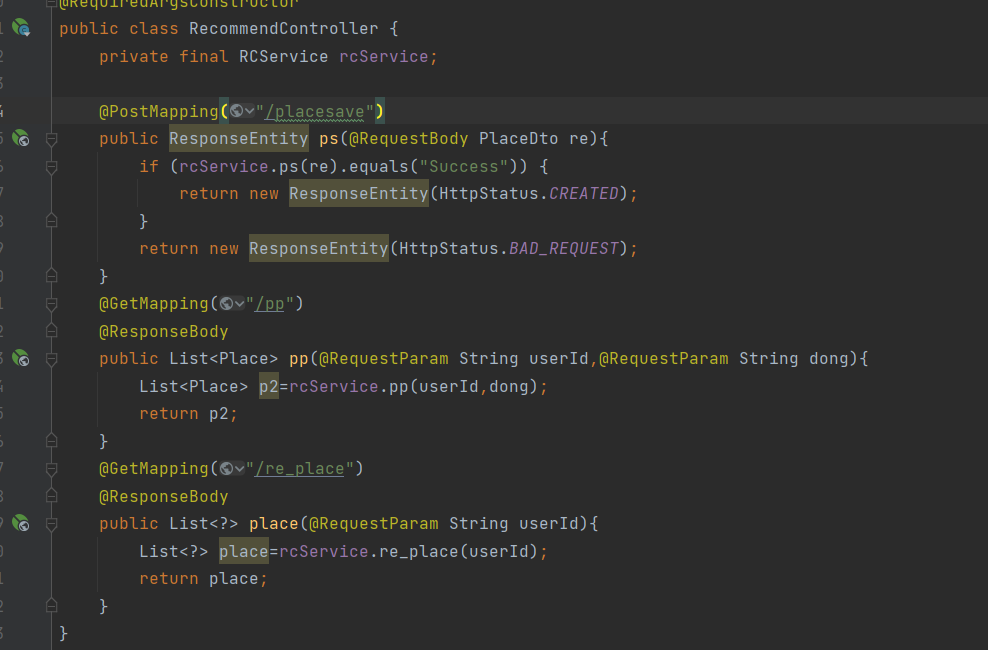 @RequiredArgsConstructor
public class RecommendController {
    private final RCService rcService;

    @PostMapping("/placesave")
    public ResponseEntity ps(@RequestBody PlaceDto re){
        if (rcService.ps(re).equals("Success")) {
            return new ResponseEntity(HttpStatus.CREATED);
        }
        return new ResponseEntity(HttpStatus.BAD_REQUEST);
    }
    @GetMapping("/pp")
    @ResponseBody
    public List<Place> pp(@RequestParam String userId,@RequestParam String dong){
        List<Place> p2=rcService.pp(userId,dong);
        return p2;
    }
    @GetMapping("/re_place")
    @ResponseBody
    public List<?> place(@RequestParam String userId){
        List<?> place=rcService.re_place(userId);
        return place;
    }
}